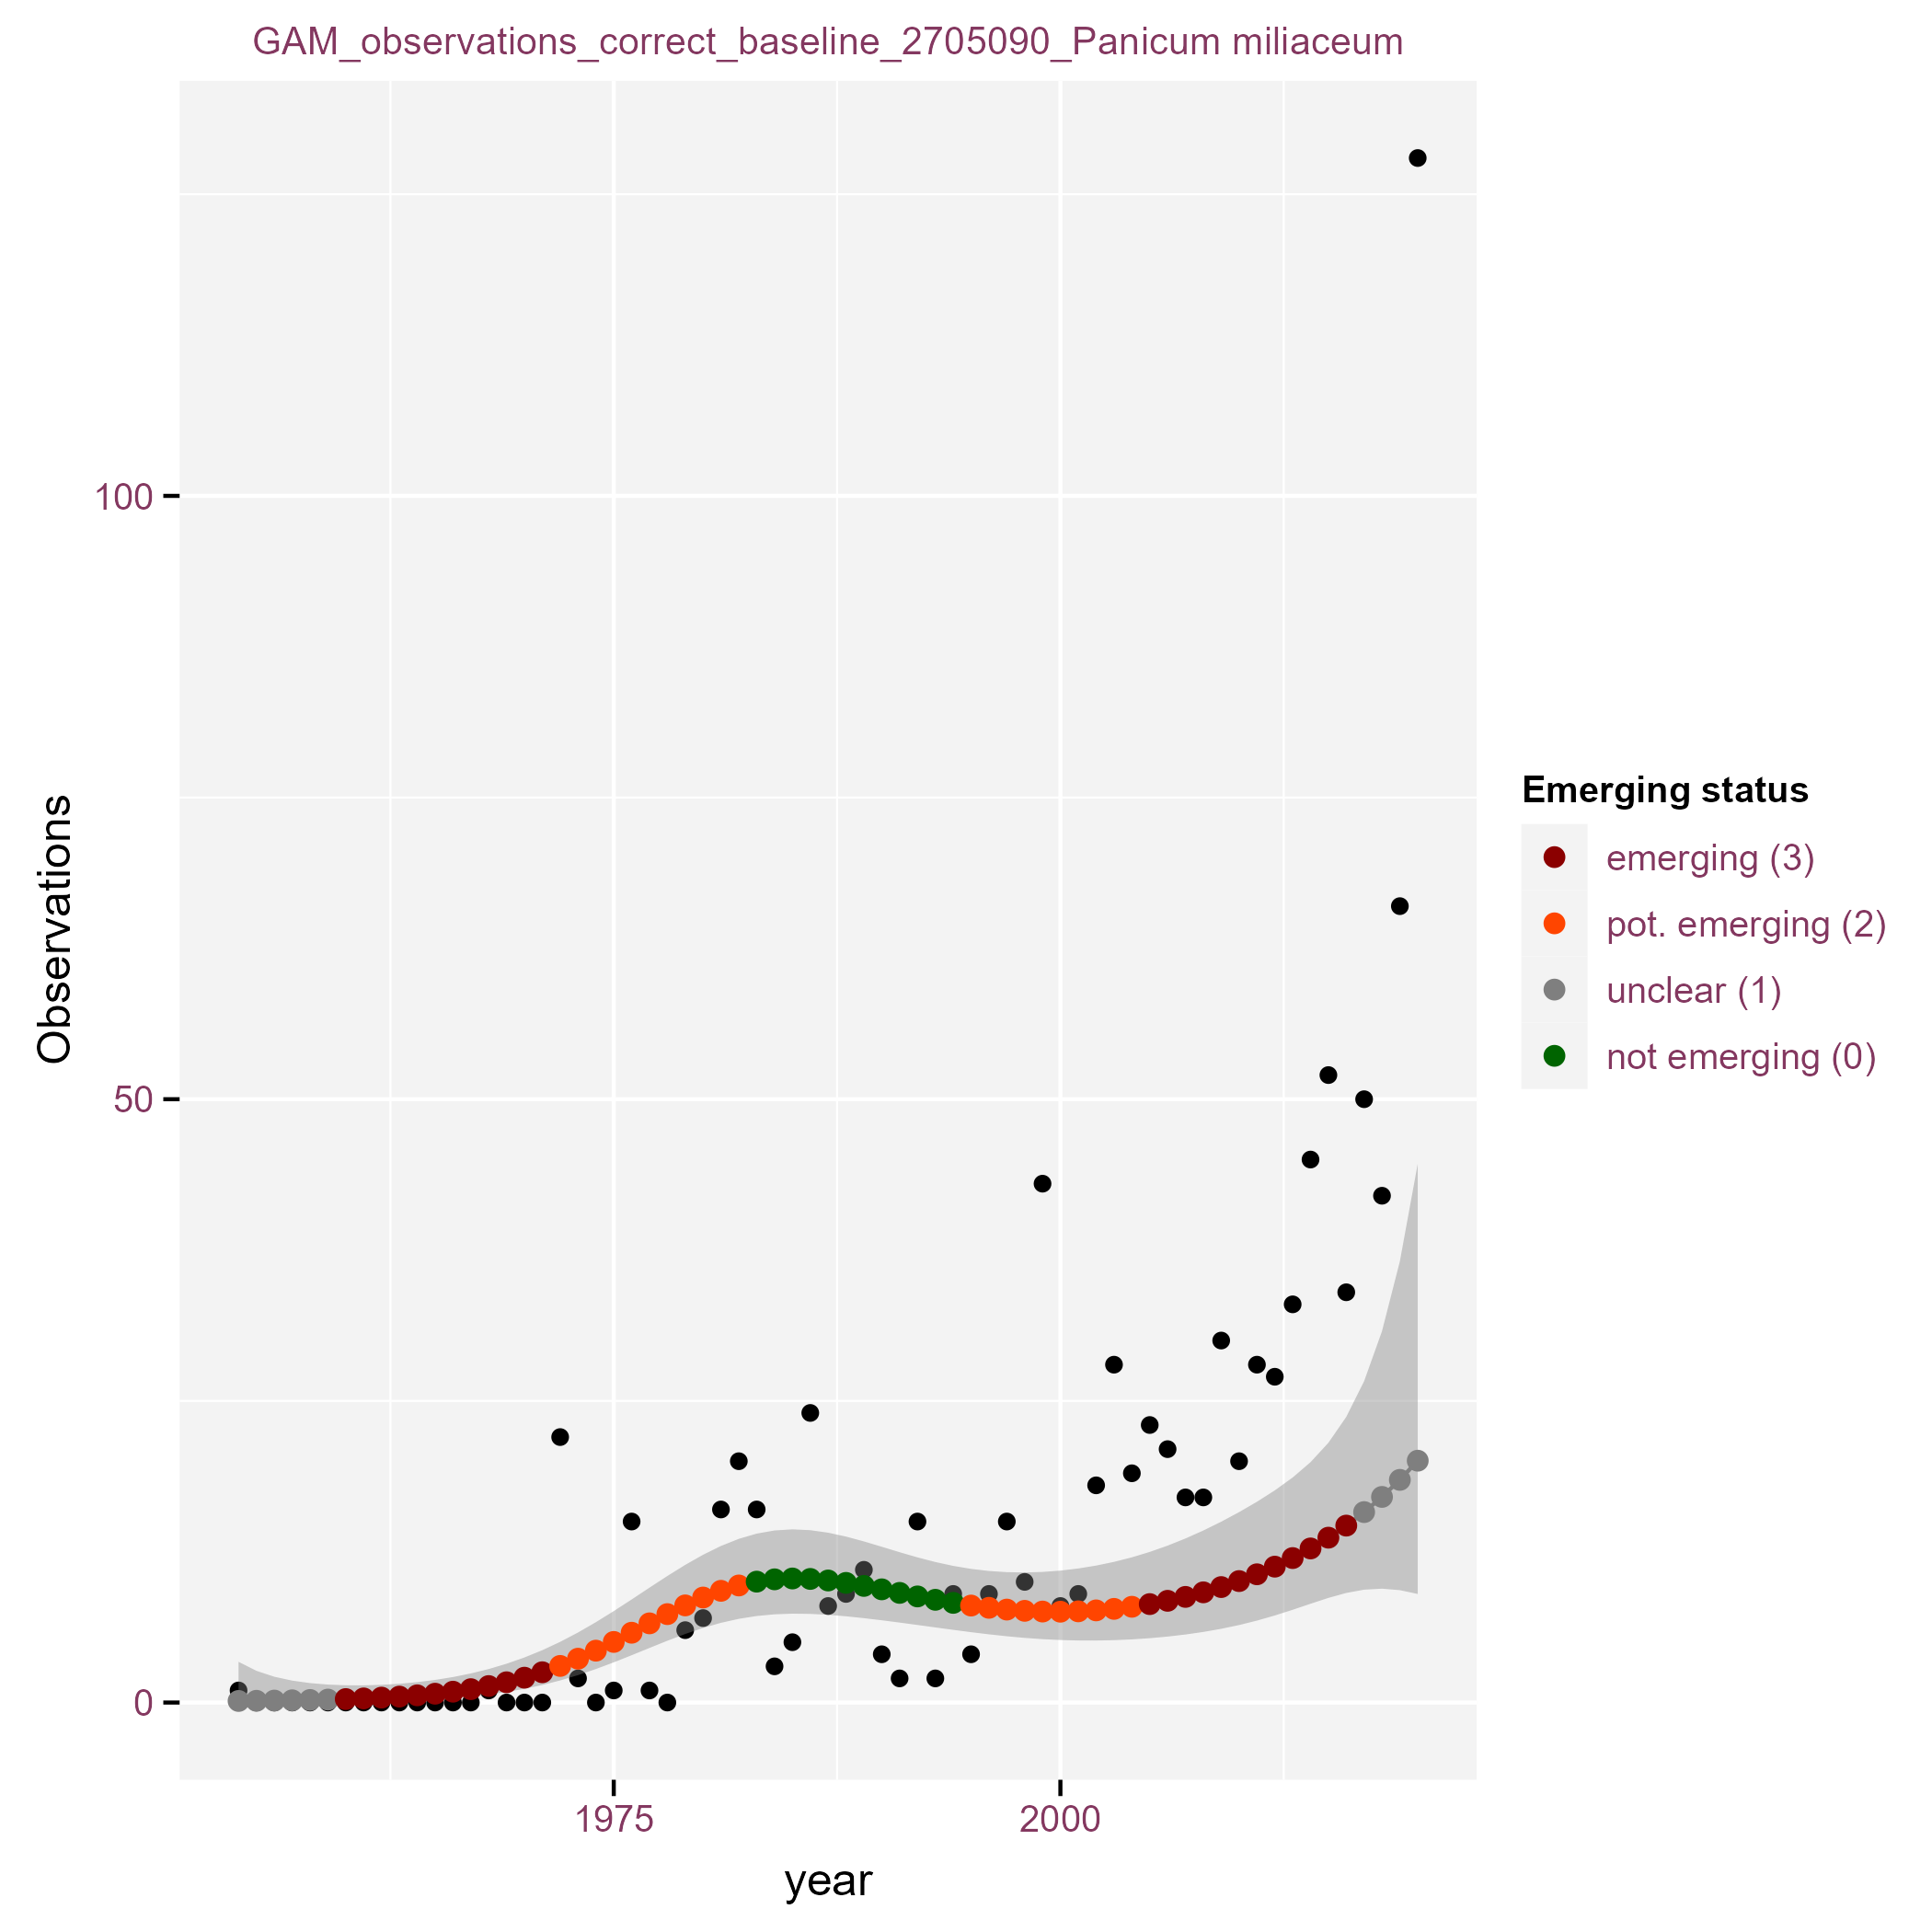 GAM_observations_correct_baseline_2705090_Panicum miliaceum
100
50
0
Observations
1975
2000
year
Emerging status
emerging (3)
pot. emerging (2)
unclear (1)
not emerging (0)